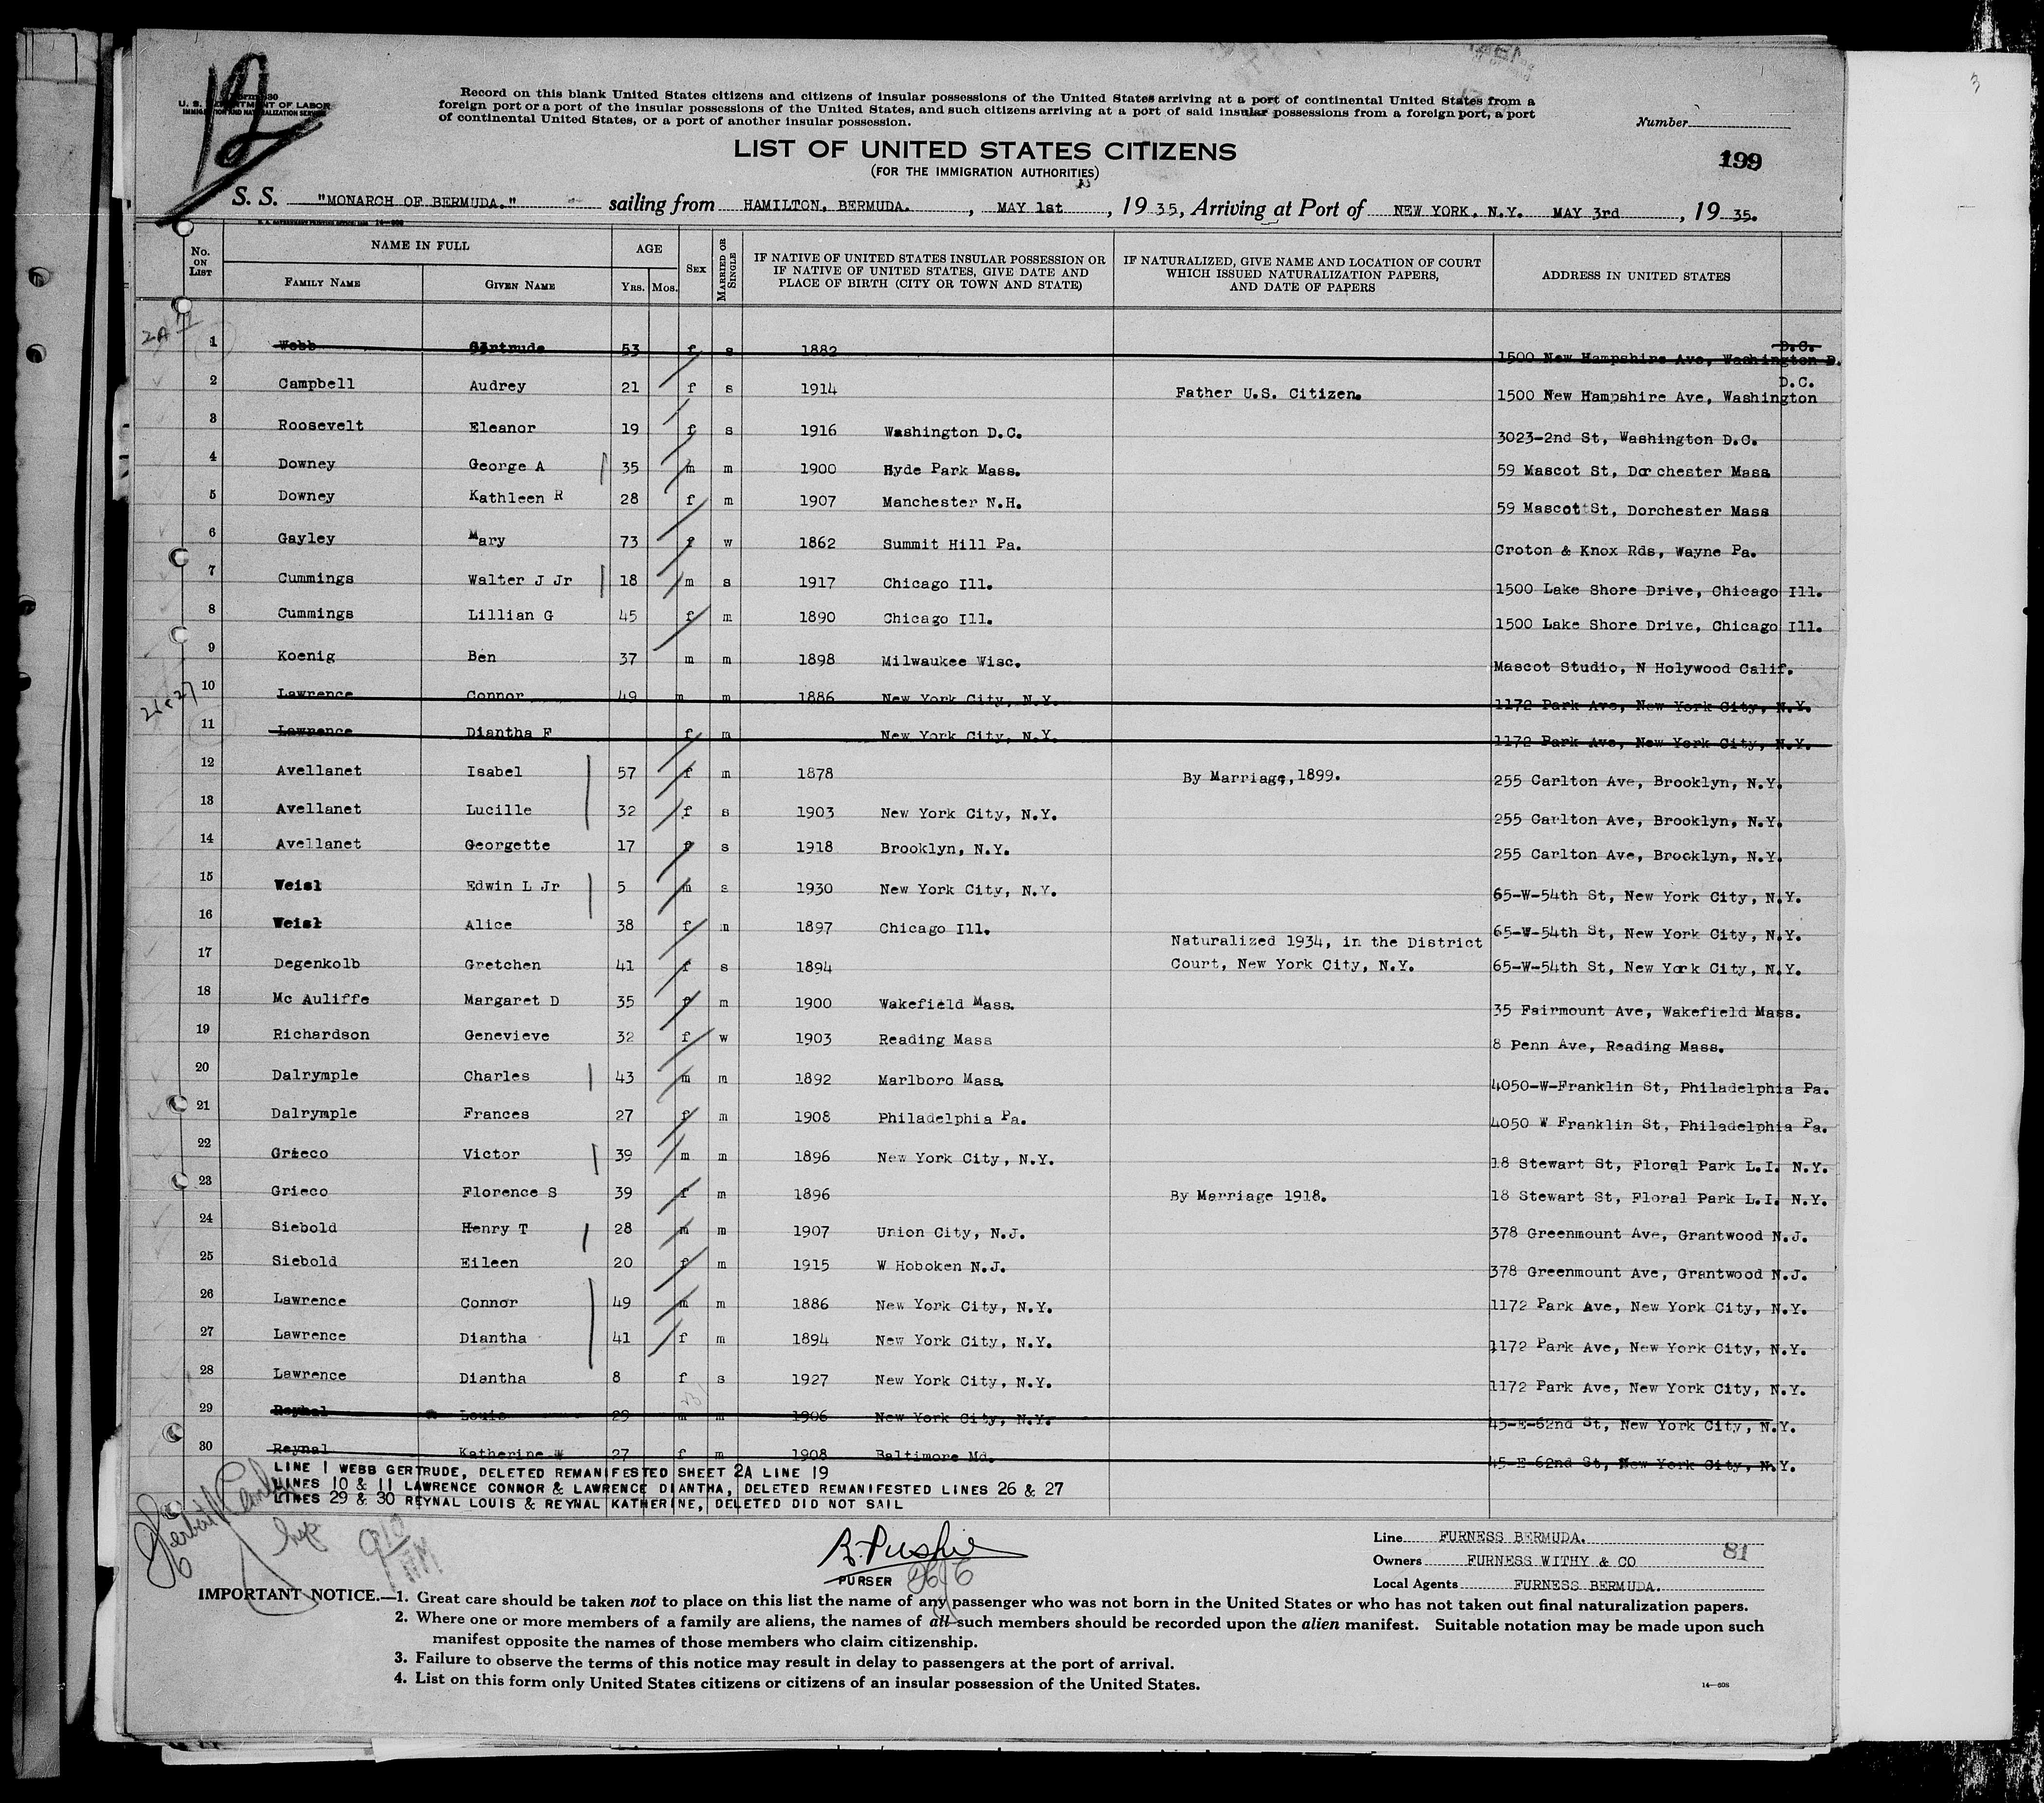 12
3
Form 630
U. S. DEPARTMENT OF LABOR
IMMIGRATION AND NATURALIZATION SERVICE
Record on this blank United States citizens and citizens of insular possessions of the United States arriving at a port of continental United States from a
foreign port or a port of the insular possessions of the United States, and such citizens arriving at a port of said insular possessions from a foreign port, a port
of continental United States, or a port of another insular possession.
Number
LIST OF UNITED STATES CITIZENS
199
(FOR THE IMMIGRATION AUTHORITIES)
S. S. "MONARCH OF BERMUDA." sailing from HAMILTON, BERMUDA. , MAY 1st , 19 35, Arriving at Port of NEW YORK, N.Y. MAY 3rd , 19 35.
No. ON LIST NAME IN FULL FAMILY NAME GIVEN NAME AGE YRS. MOS. SEX MARRIED OR SINGLE IF NATIVE OF UNITED STATES INSULAR POSSESSION OR IF NATIVE OF UNITED STATES, GIVE DATE AND PLACE OF BIRTH (CITY OR TOWN AND STATE) IF NATURALIZED, GIVE NAME AND LOCATION OF COURT WHICH ISSUED NATURALIZATION PAPERS, AND DATE OF PAPERS ADDRESS IN UNITED STATES
2A
1 Webb Gertrude 53 f s 1882 1500 New Hampshire Ave, Washington D. D.C.
2 Campbell Audrey 21 f s 1914 Father U.S. Citizen. 1500 New Hampshire Ave, Washington D.C.
3 Roosevelt Eleanor 19 f s 1916 Washington D.C. 3023-2nd St, Washington D.C.
4 Downey George A 35 m m 1900 Hyde Park Mass. 59 Mascot St, Dorchester Mass
5 Downey Kathleen R 28 f m 1907 Manchester N.H. 59 Mascot St, Dorchester Mass
6 Gayley Mary 73 f w 1862 Summit Hill Pa. Croton & Knox Rds, Wayne Pa.
7 Cummings Walter J Jr 18 m s 1917 Chicago Ill. 1500 Lake Shore Drive, Chicago Ill.
8 Cummings Lillian G 45 f m 1890 Chicago Ill. 1500 Lake Shore Drive, Chicago Ill.
9 Koenig Ben 37 m m 1898 Milwaukee Wisc. Mascot Studio, N Holywood Calif.
10 Lawrence Connor 49 m m 1886 New York City, N.Y. 1172 Park Ave, New York City, N.Y.
11 Lawrence Diantha F f m New York City, N.Y. 1172 Park Ave, New York City, N.Y.
12 Avellanet Isabel 57 f m 1878 By Marriage, 1899. 255 Carlton Ave, Brooklyn, N.Y.
13 Avellanet Lucille 32 f s 1903 New York City, N.Y. 255 Carlton Ave, Brooklyn, N.Y.
14 Avellanet Georgette 17 f s 1918 Brooklyn, N.Y. 255 Carlton Ave, Brooklyn, N.Y.
15 Weisl Edwin L Jr 5 m s 1930 New York City, N.Y. 65-W-54th St, New York City, N.Y.
16 Weisl Alice 38 f m 1897 Chicago Ill. 65-W-54th St, New York City, N.Y.
17 Degenkolb Gretchen 41 f s 1894 Naturalized 1934, in the District Court, New York City, N.Y. 65-W-54th St, New York City, N.Y.
18 Mc Auliffe Margaret D 35 f m 1900 Wakefield Mass. 35 Fairmount Ave, Wakefield Mass.
19 Richardson Genevieve 32 f w 1903 Reading Mass 8 Penn Ave, Reading Mass.
20 Dalrymple Charles 43 m m 1892 Marlboro Mass. 4050-W-Franklin St, Philadelphia Pa.
21 Dalrymple Frances 27 f m 1908 Philadelphia Pa. 4050 W Franklin St, Philadelphia Pa.
22 Grieco Victor 39 m m 1896 New York City, N.Y. 18 Stewart St, Floral Park L.I. N.Y.
23 Grieco Florence S 39 f m 1896 By Marriage 1918. 18 Stewart St, Floral Park L.I. N.Y.
24 Siebold Henry T 28 m m 1907 Union City, N.J. 378 Greenmount Ave, Grantwood N.J.
25 Siebold Eileen 20 f m 1915 W Hoboken N.J. 378 Greenmount Ave, Grantwood N.J.
26 Lawrence Connor 49 m m 1886 New York City, N.Y. 1172 Park Ave, New York City, N.Y.
27 Lawrence Diantha 41 f m 1894 New York City, N.Y. 1172 Park Ave, New York City, N.Y.
28 Lawrence Diantha 8 f s 1927 New York City, N.Y. 1172 Park Ave, New York City, N.Y.
29 Reynal Louis 29 m m 1906 New York City, N.Y. 45-E-62nd St, New York City, N.Y.
30 Reynal Katherine W 27 f m 1908 Baltimore Md. 45-E-62nd St, New York City, N.Y.
LINE 1 WEBB GERTRUDE, DELETED REMANIFESTED SHEET 2A LINE 19
LINES 10 & 11 LAWRENCE CONNOR & LAWRENCE DIANTHA, DELETED REMANIFESTED LINES 26 & 27
LINES 29 & 30 REYNAL LOUIS & REYNAL KATHERINE, DELETED DID NOT SAIL
PURSER
Line FURNESS BERMUDA.
81
Owners FURNESS WITHY & CO
Local Agents FURNESS BERMUDA.
IMPORTANT NOTICE.—1. Great care should be taken not to place on this list the name of any passenger who was not born in the United States or who has not taken out final naturalization papers.
2. Where one or more members of a family are aliens, the names of all such members should be recorded upon the alien manifest. Suitable notation may be made upon such
manifest opposite the names of those members who claim citizenship.
3. Failure to observe the terms of this notice may result in delay to passengers at the port of arrival.
4. List on this form only United States citizens or citizens of an insular possession of the United States.
14—608